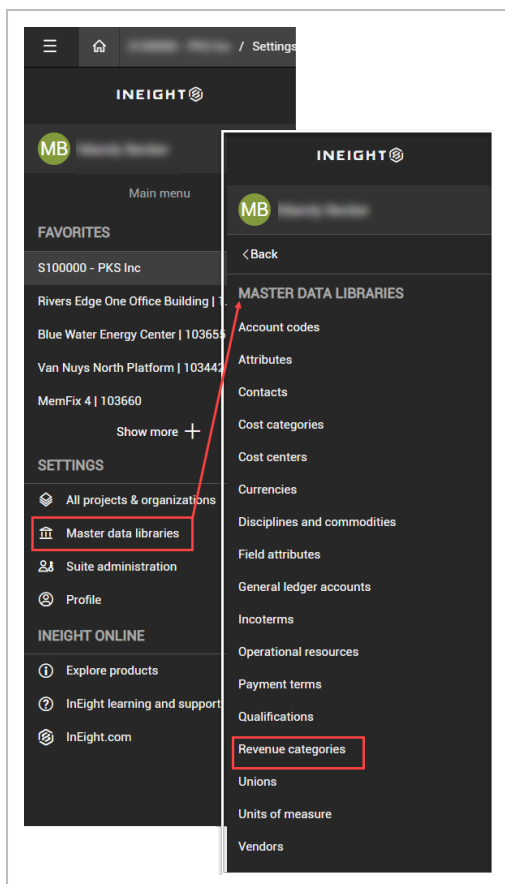 / Settings
INEIGHT
MB
Main menu
FAVORITES
S100000 - PKS Inc
Rivers Edge One Office Building | 1
Blue Water Energy Center | 103655
Van Nuys North Platform | 103442
MemFix 4 | 103660
Show more +
SETTINGS
All projects & organizations
Master data libraries
Suite administration
Profile
INEIGHT ONLINE
Explore products
InEight learning and support
InEight.com
INEIGHT
MB
<Back
MASTER DATA LIBRARIES
Account codes
Attributes
Contacts
Cost categories
Cost centers
Currencies
Disciplines and commodities
Field attributes
General ledger accounts
Incoterms
Operational resources
Payment terms
Qualifications
Revenue categories
Unions
Units of measure
Vendors